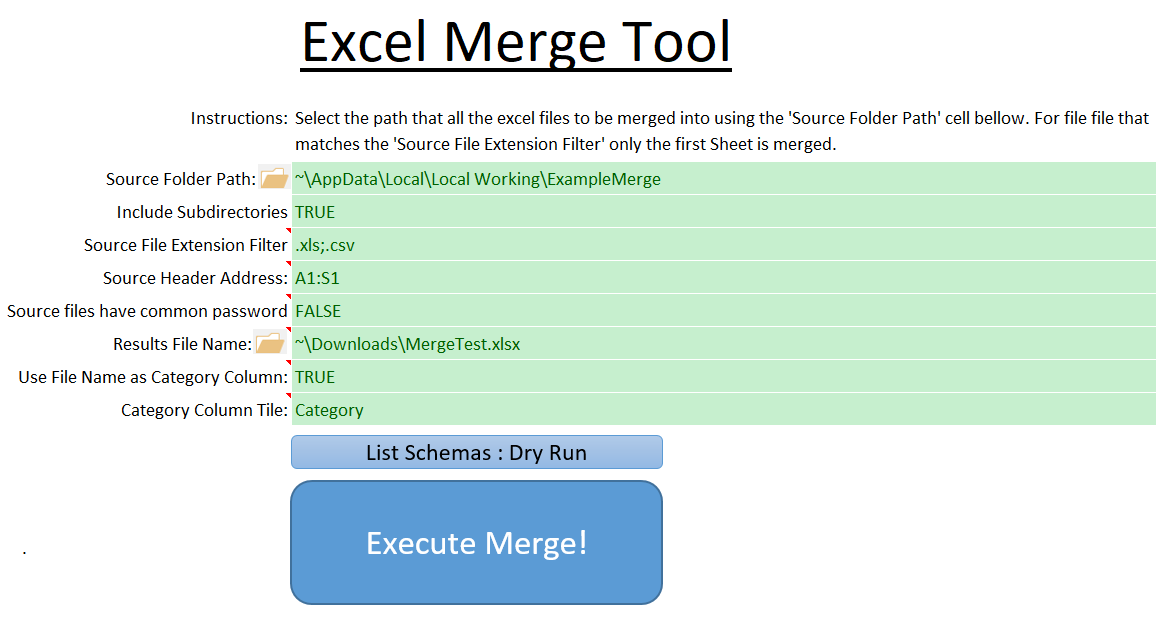 Excel Merge Tool
Instructions: Select the path that all the excel files to be merged into using the 'Source Folder Path' cell bellow. For file file that
matches the 'Source File Extension Filter' only the first Sheet is merged.
Source Folder Path: ~\AppData\Local\Local Working\ExampleMerge
Include Subdirectories TRUE
Source File Extension Filter .xls;.csv
Source Header Address: A1:S1
Source files have common password FALSE
Results File Name: ~\Downloads\MergeTest.xlsx
Use File Name as Category Column: TRUE
Category Column Tile: Category
List Schemas : Dry Run
Execute Merge!
.